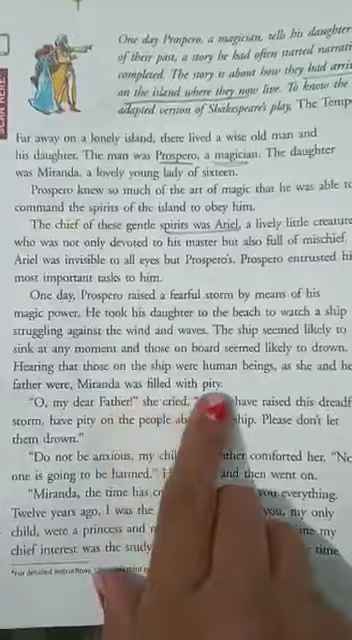 SCAN HERE
One day Prospero, a magician, tells his daughter
of their past, a story he had often started
completed. The story is about how they had
on the island where they now live. To know the
adapted version of Shakespeare's play, The
Far away on a lonely island, there lived a wise old man and
his daughter. The man was Prospero, a magician. The daughter
was Miranda, a lovely young lady of sixteen.
Prospero knew so much of the art of magic that he was able to
command the spirits of the island to obey him.
The chief of these gentle spirits was Ariel, a lively little creature
who was not only devoted to his master but also full of mischief.
Ariel was invisible to all eyes but Prospero's. Prospero entrusted
most important tasks to him.
One day, Prospero raised a fearful storm by means of his
magic power. He took his daughter to the beach to watch a ship
struggling against the wind and waves. The ship seemed likely to
sink at any moment and those on board seemed likely to drown.
Hearing that those on the ship were human beings, as she and he
father were, Miranda was filled with pity.
"O, my dear Father!" she cried, have raised this
storm, have pity on the people ship. Please don't let
them drown."
"Do not be anxious, my comforted her. "No
one is going to be harmed." and then went on.
"Miranda, the time has you everything.
Twelve years ago, I was the you, my only
child, were a princess and my
chief interest was the study time
*For detailed instructions,